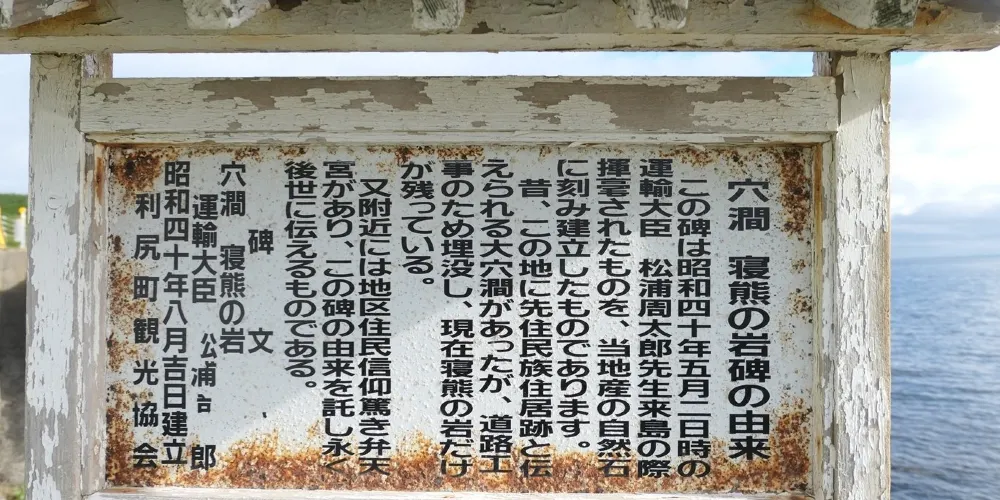 穴澗 寝熊の岩碑の由来
この碑は昭和四十年五月二日時の
運輸大臣 松浦周太郎先生来島の際
揮毫されたものを、当地産の自然石
に刻み建立したものであります。
昔、この地に先住民族住居跡と伝
えられる大穴澗があったが、道路工
事のため埋没し、現在寝熊の岩だけ
が残っている。
又附近には地区住民信仰篤き弁天
宮があり、この碑の由来を託し永く
後世に伝えるものである。
碑文
穴澗 寝熊の岩
運輸大臣 浦 郎
昭和四十年八月吉日建立
利尻町観光協会